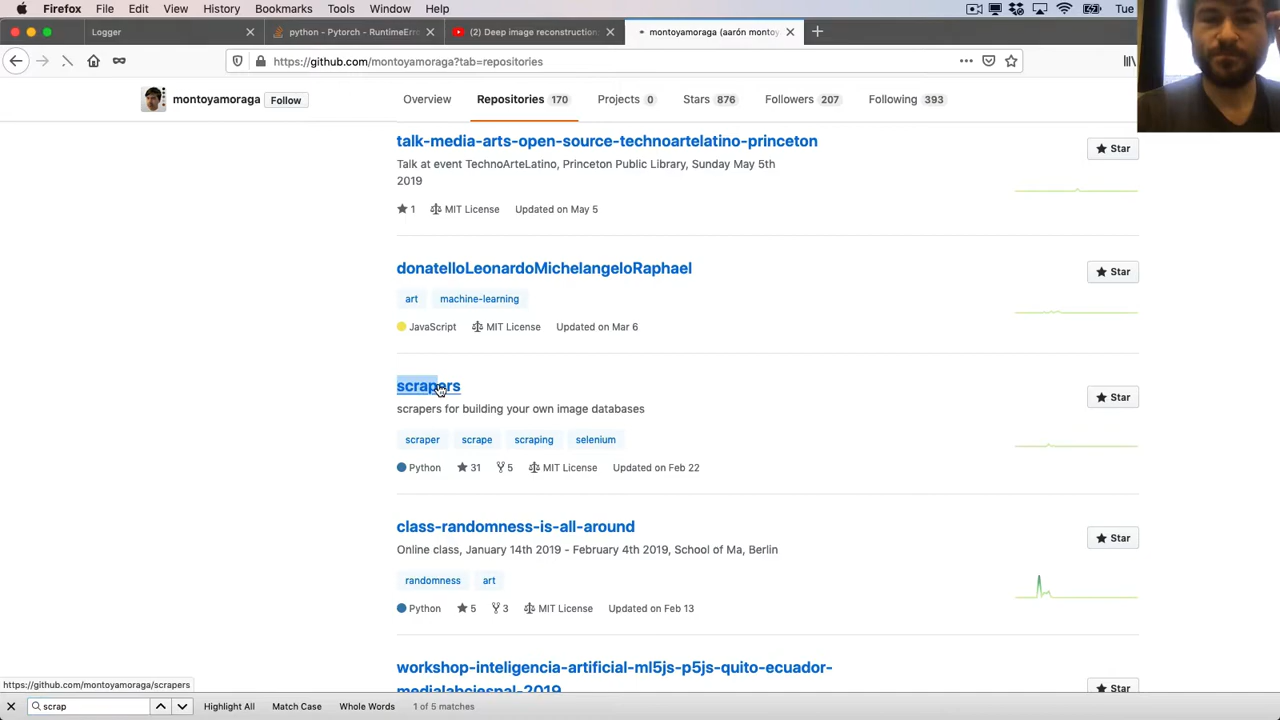 Firefox File Edit View History Bookmarks Tools Window Help Tue
Logger
python - Pytorch - RuntimeErro
(2) Deep image reconstruction
montoyamoraga (aarón montoy
https://github.com/montoyamoraga?tab=repositories
montoyamoraga Follow
Overview Repositories 170 Projects 0 Stars 876 Followers 207 Following 393
talk-media-arts-open-source-technoartelatino-princeton
Star
Talk at event TechnoArteLatino, Princeton Public Library, Sunday May 5th
2019
1 MIT License Updated on May 5
donatelloLeonardoMichelangeloRaphael
Star
art machine-learning
JavaScript MIT License Updated on Mar 6
scrapers
Star
scrapers for building your own image databases
scraper scrape scraping selenium
Python 31 5 MIT License Updated on Feb 22
class-randomness-is-all-around
Star
Online class, January 14th 2019 - February 4th 2019, School of Ma, Berlin
randomness art
Python 5 3 MIT License Updated on Feb 13
workshop-inteligencia-artificial-ml5js-p5js-quito-ecuador-
medialabciespal-2019
Star
https://github.com/montoyamoraga/scrapers
scrap Highlight All Match Case Whole Words 1 of 5 matches